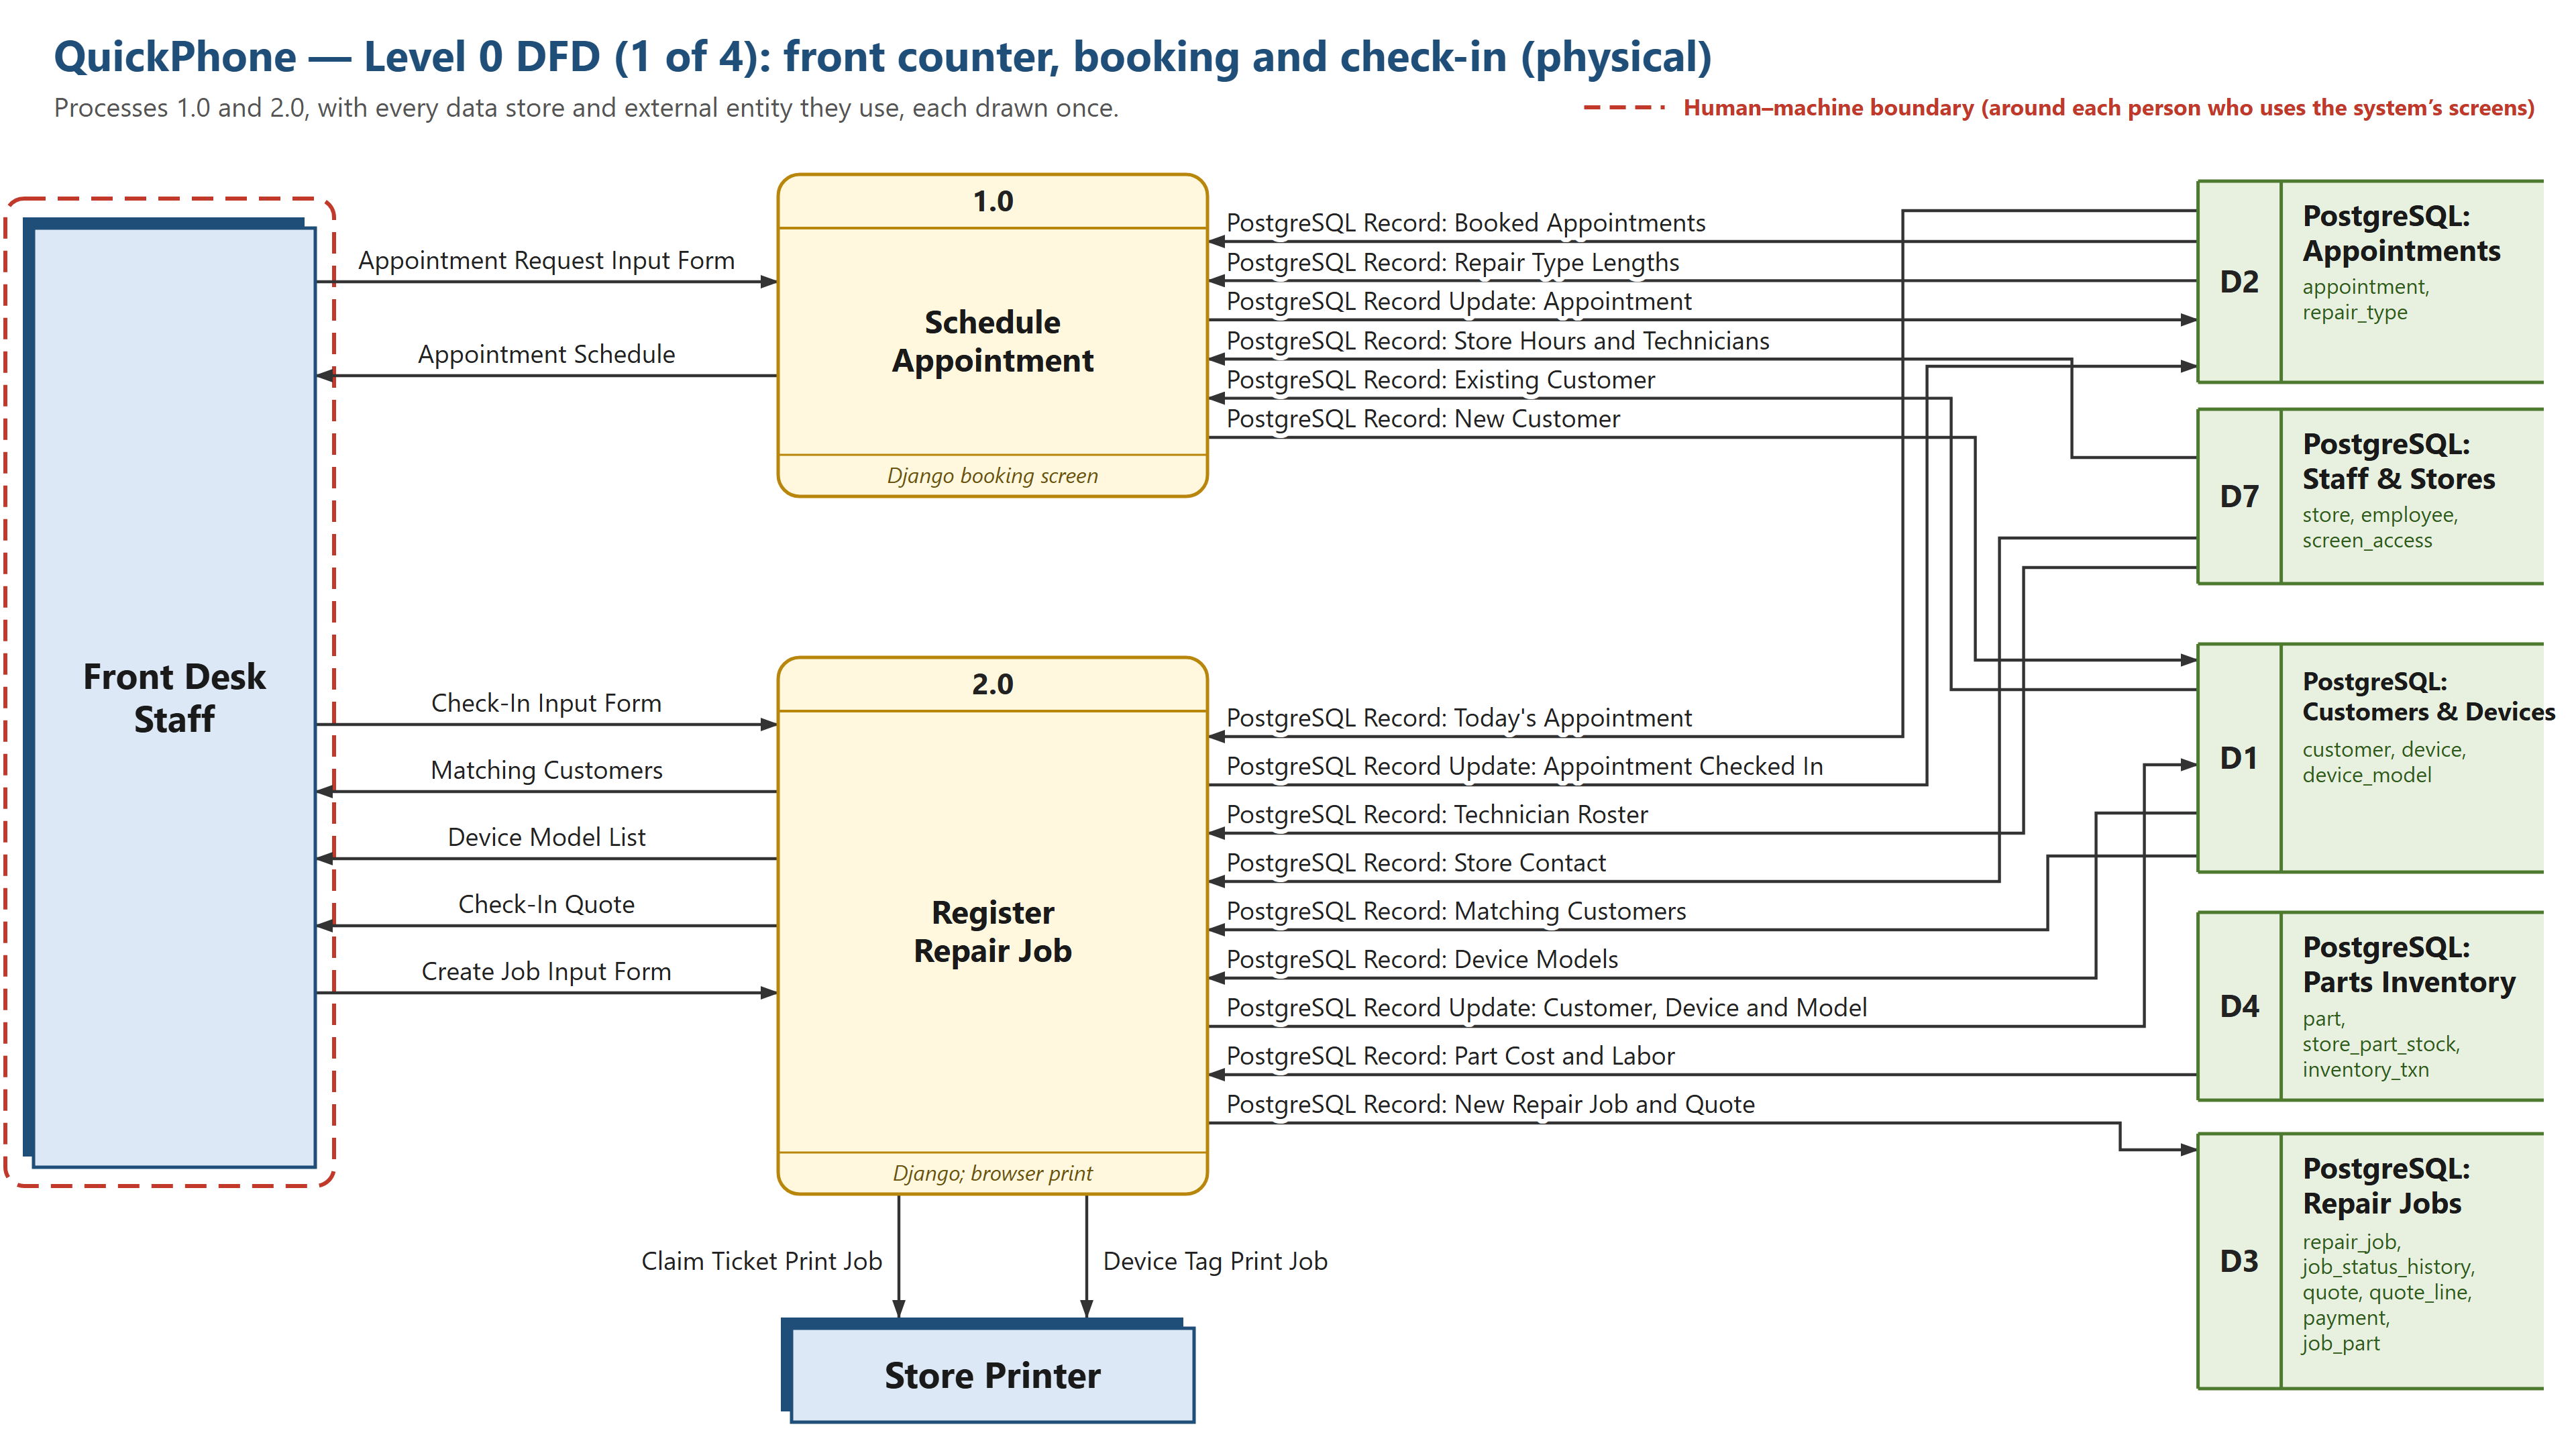 QuickPhone — Level 0 DFD (1 of 4): front counter, booking and check-in (physical)
Processes 1.0 and 2.0, with every data store and external entity they use, each drawn once.
Human–machine boundary (around each person who uses the system's screens)
Front Desk
Staff
Appointment Request Input Form
Appointment Schedule
Check-In Input Form
Matching Customers
Device Model List
Check-In Quote
Create Job Input Form
1.0
Schedule
Appointment
Django booking screen
PostgreSQL Record: Booked Appointments
PostgreSQL Record: Repair Type Lengths
PostgreSQL Record Update: Appointment
PostgreSQL Record: Store Hours and Technicians
PostgreSQL Record: Existing Customer
PostgreSQL Record: New Customer
2.0
Register
Repair Job
Django; browser print
PostgreSQL Record: Today's Appointment
PostgreSQL Record Update: Appointment Checked In
PostgreSQL Record: Technician Roster
PostgreSQL Record: Store Contact
PostgreSQL Record: Matching Customers
PostgreSQL Record: Device Models
PostgreSQL Record Update: Customer, Device and Model
PostgreSQL Record: Part Cost and Labor
PostgreSQL Record: New Repair Job and Quote
Claim Ticket Print Job
Device Tag Print Job
Store Printer
D2
PostgreSQL:
Appointments
appointment,
repair_type
D7
PostgreSQL:
Staff & Stores
store, employee,
screen_access
D1
PostgreSQL:
Customers & Devices
customer, device,
device_model
D4
PostgreSQL:
Parts Inventory
part,
store_part_stock,
inventory_txn
D3
PostgreSQL:
Repair Jobs
repair_job,
job_status_history,
quote, quote_line,
payment,
job_part